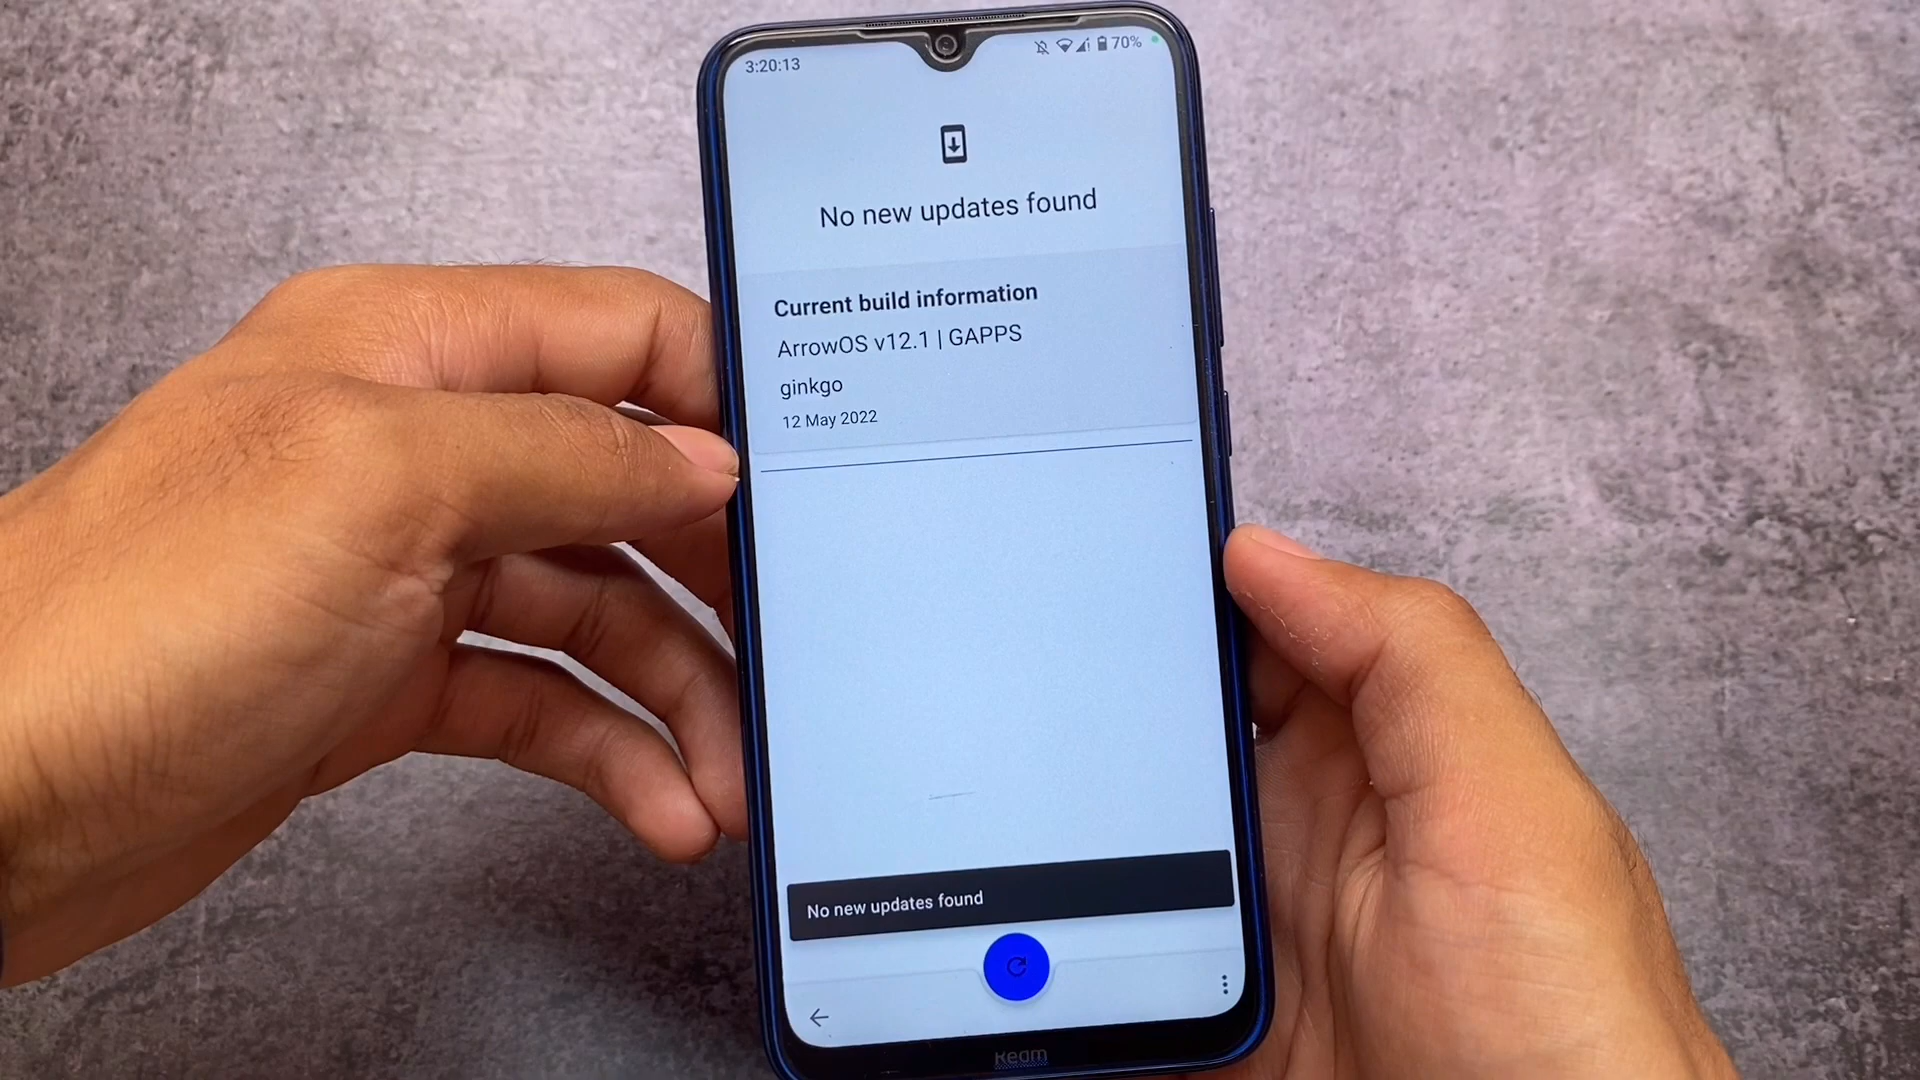 3:20:13
70%
No new updates found
Current build information
ArrowOS v12.1 | GAPPS
ginkgo
12 May 2022
No new updates found